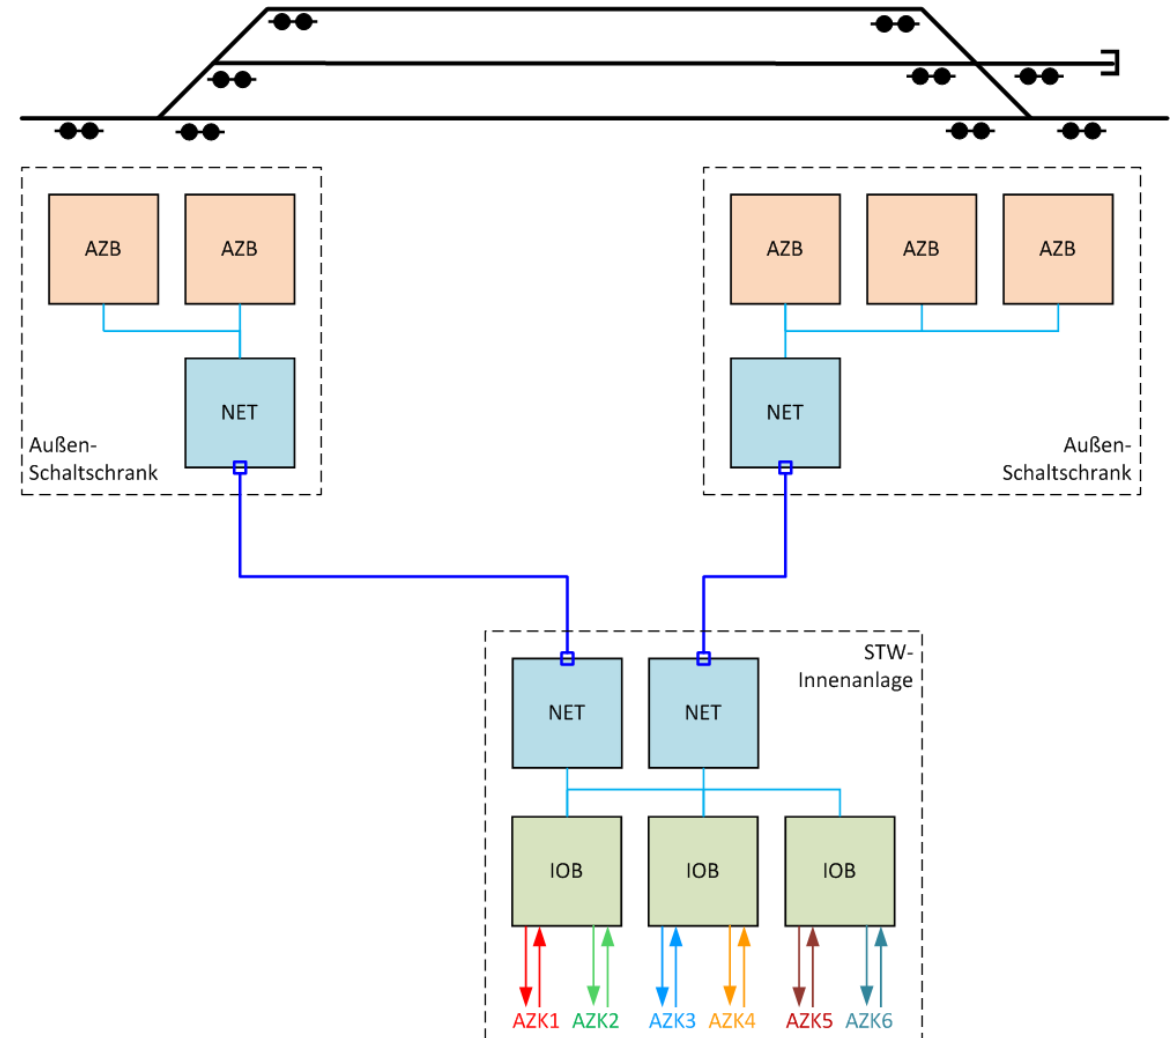 AZB
AZB
AZB
AZB
AZB
NET
NET
Außen-
Schaltschrank
Außen-
Schaltschrank
STW-
Innenanlage
NET
NET
IOB
IOB
IOB
AZK1
AZK2
AZK3
AZK4
AZK5
AZK6